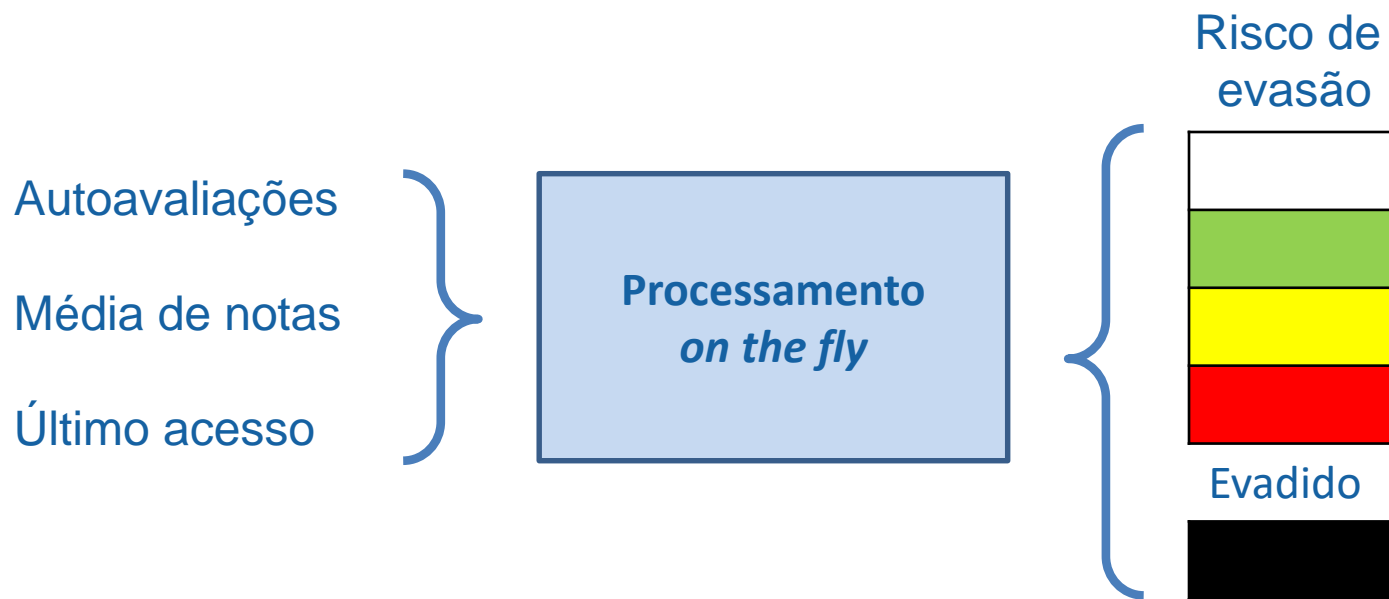 Risco de
evasão
Autoavaliações
Média de notas
Último acesso
Processamento
on the fly
Evadido